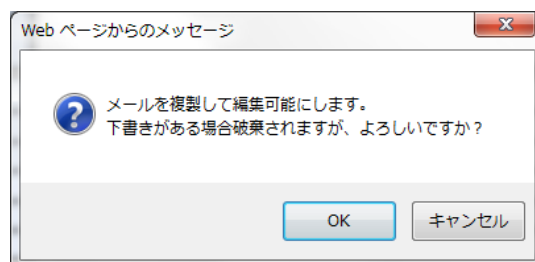 Web ページからのメッセージ
メールを複製して編集可能にします。
下書きがある場合破棄されますが、よろしいですか？
OK
キャンセル